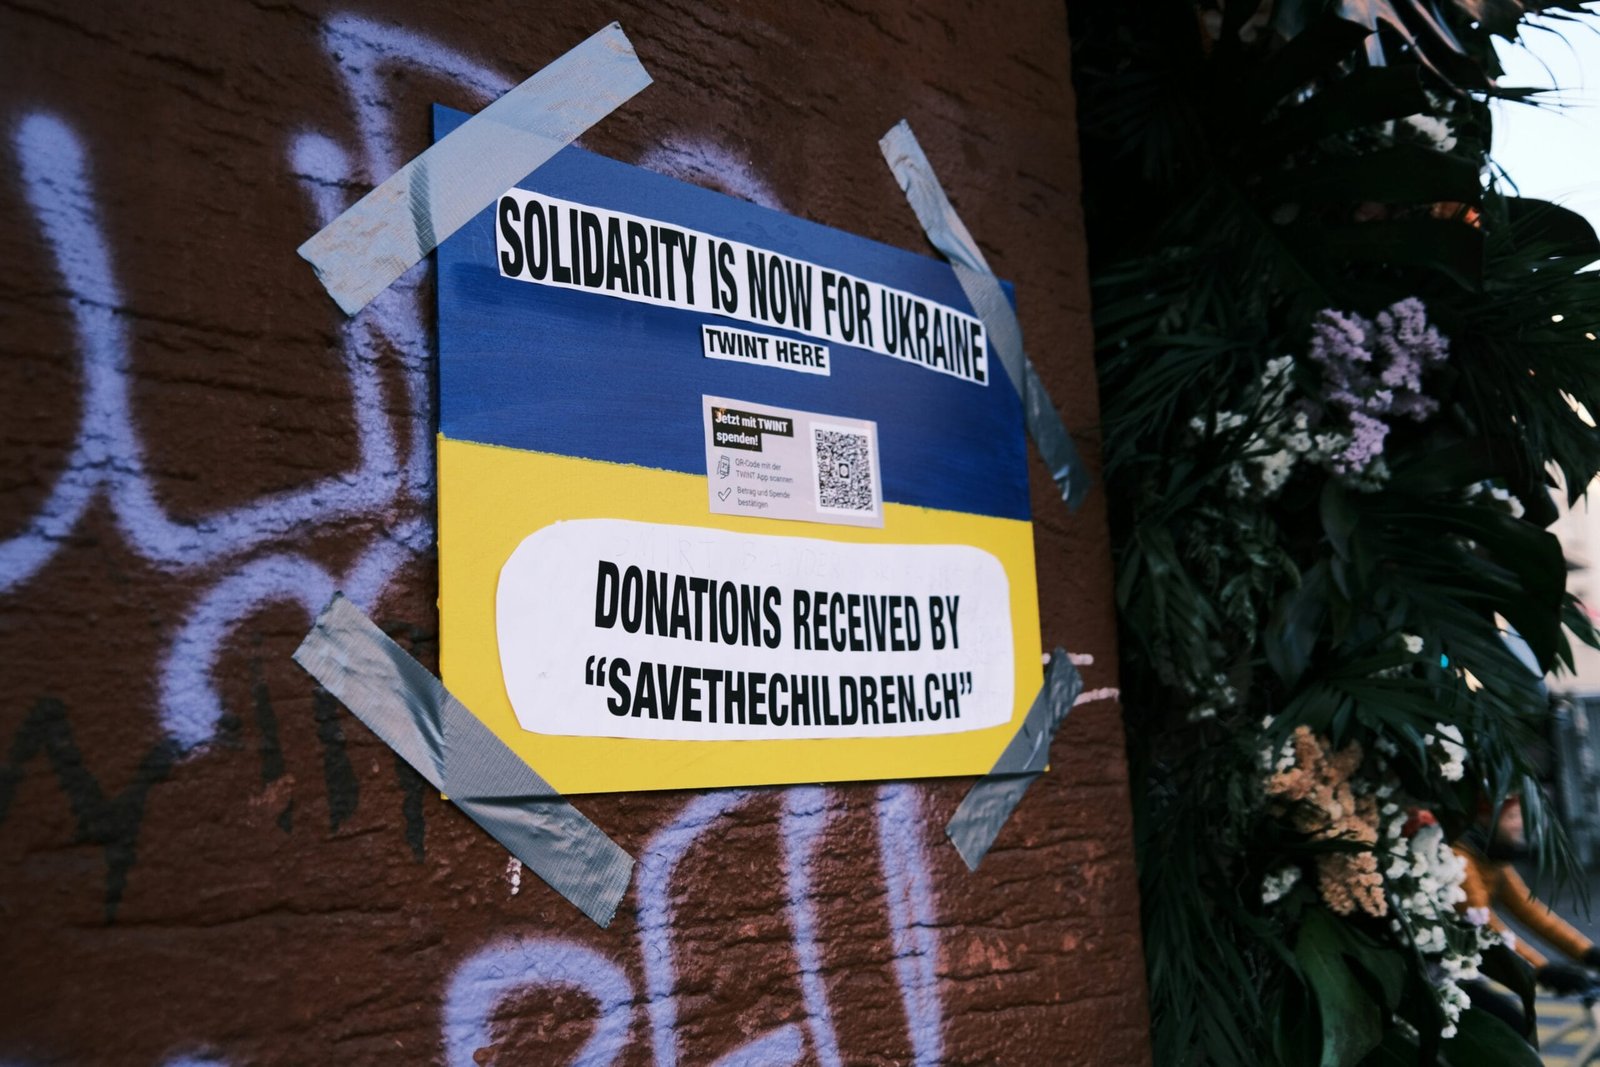 SOLIDARITY IS NOW FOR UKRAINE
TWINT HERE
Jetzt mit TWINT
spenden!
QR-Code mit der
TWINT App scannen
Betrag und Spende
bestätigen
DONATIONS RECEIVED BY
“SAVETHECHILDREN.CH”